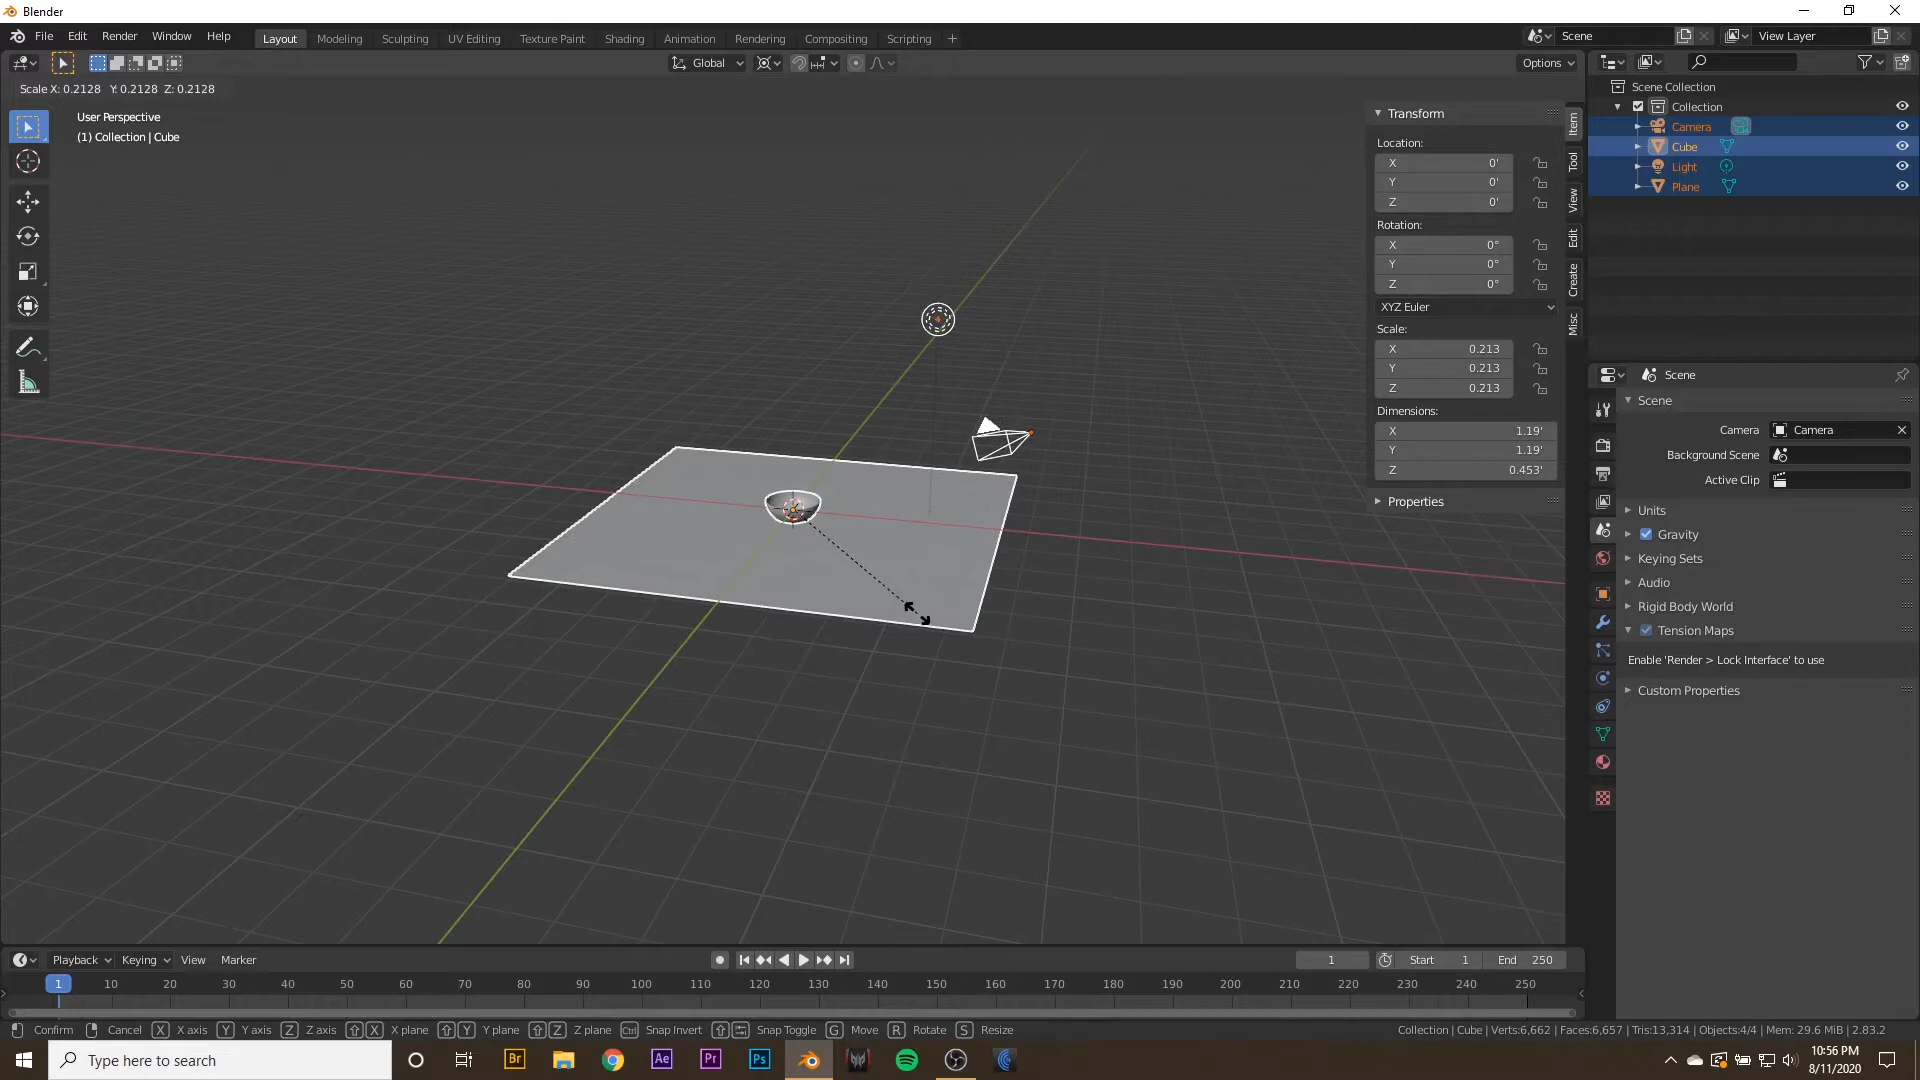 Blender
File Edit Render Window Help
Layout Modeling Sculpting UV Editing Texture Paint Shading Animation Rendering Compositing Scripting +
Scene
View Layer
Global
Options
Scale X: 0.2128 Y: 0.2128 Z: 0.2128
User Perspective
(1) Collection | Cube
Transform
Location:
X 0'
Y 0'
Z 0'
Rotation:
X 0°
Y 0°
Z 0°
XYZ Euler
Scale:
X 0.213
Y 0.213
Z 0.213
Dimensions:
X 1.19'
Y 1.19'
Z 0.453'
Properties
Item
Tool
View
Edit
Create
Misc
Scene Collection
Collection
Camera
Cube
Light
Plane
Scene
Scene
Camera Camera
Background Scene
Active Clip
Units
Gravity
Keying Sets
Audio
Rigid Body World
Tension Maps
Enable 'Render > Lock Interface' to use
Custom Properties
Playback Keying View Marker
1 Start 1 End 250
1 10 20 30 40 50 60 70 80 90 100 110 120 130 140 150 160 170 180 190 200 210 220 230 240 250
Confirm Cancel X X axis Y Y axis Z Z axis X X plane Y Y plane Z Z plane Ctrl Snap Invert Snap Toggle G Move R Rotate S Resize
Collection | Cube | Verts:6,662 | Faces:6,657 | Tris:13,314 | Objects:4/4 | Mem: 29.6 MiB | 2.83.2
Type here to search
Br
Ae
Pr
Ps
10:56 PM
8/11/2020